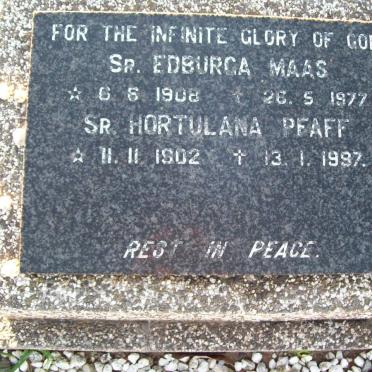 FOR THE INFINITE GLORY OF GOD
SR. EDBURGA MAAS
☆ 6. 6. 1908 † 26. 5. 1977
SR. HORTULANA PFAFF
☆ 11. 11. 1902 † 13. 1. 1997.
REST IN PEACE.